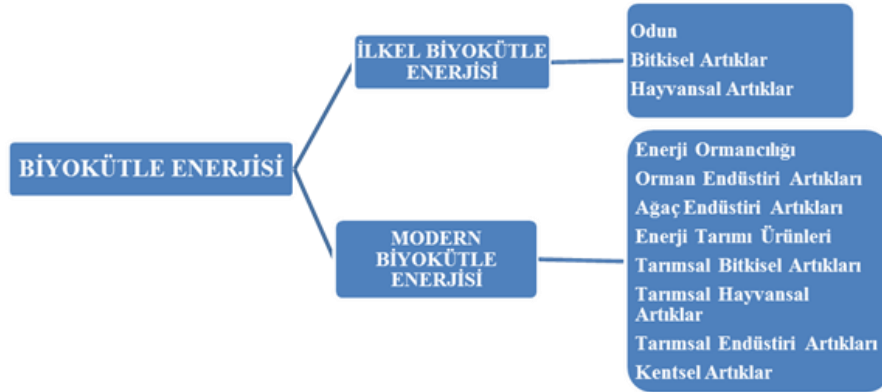 BİYOKÜTLE ENERJİSİ
İLKEL BİYOKÜTLE
ENERJİSİ
Odun
Bitkisel Artıklar
Hayvansal Artıklar
MODERN
BİYOKÜTLE
ENERJİSİ
Enerji Ormancılığı
Orman Endüstiri Artıkları
Ağaç Endüstiri Artıkları
Enerji Tarımı Ürünleri
Tarımsal Bitkisel Artıkları
Tarımsal Hayvansal
Artıklar
Tarımsal Endüstiri Artıkları
Kentsel Artıklar